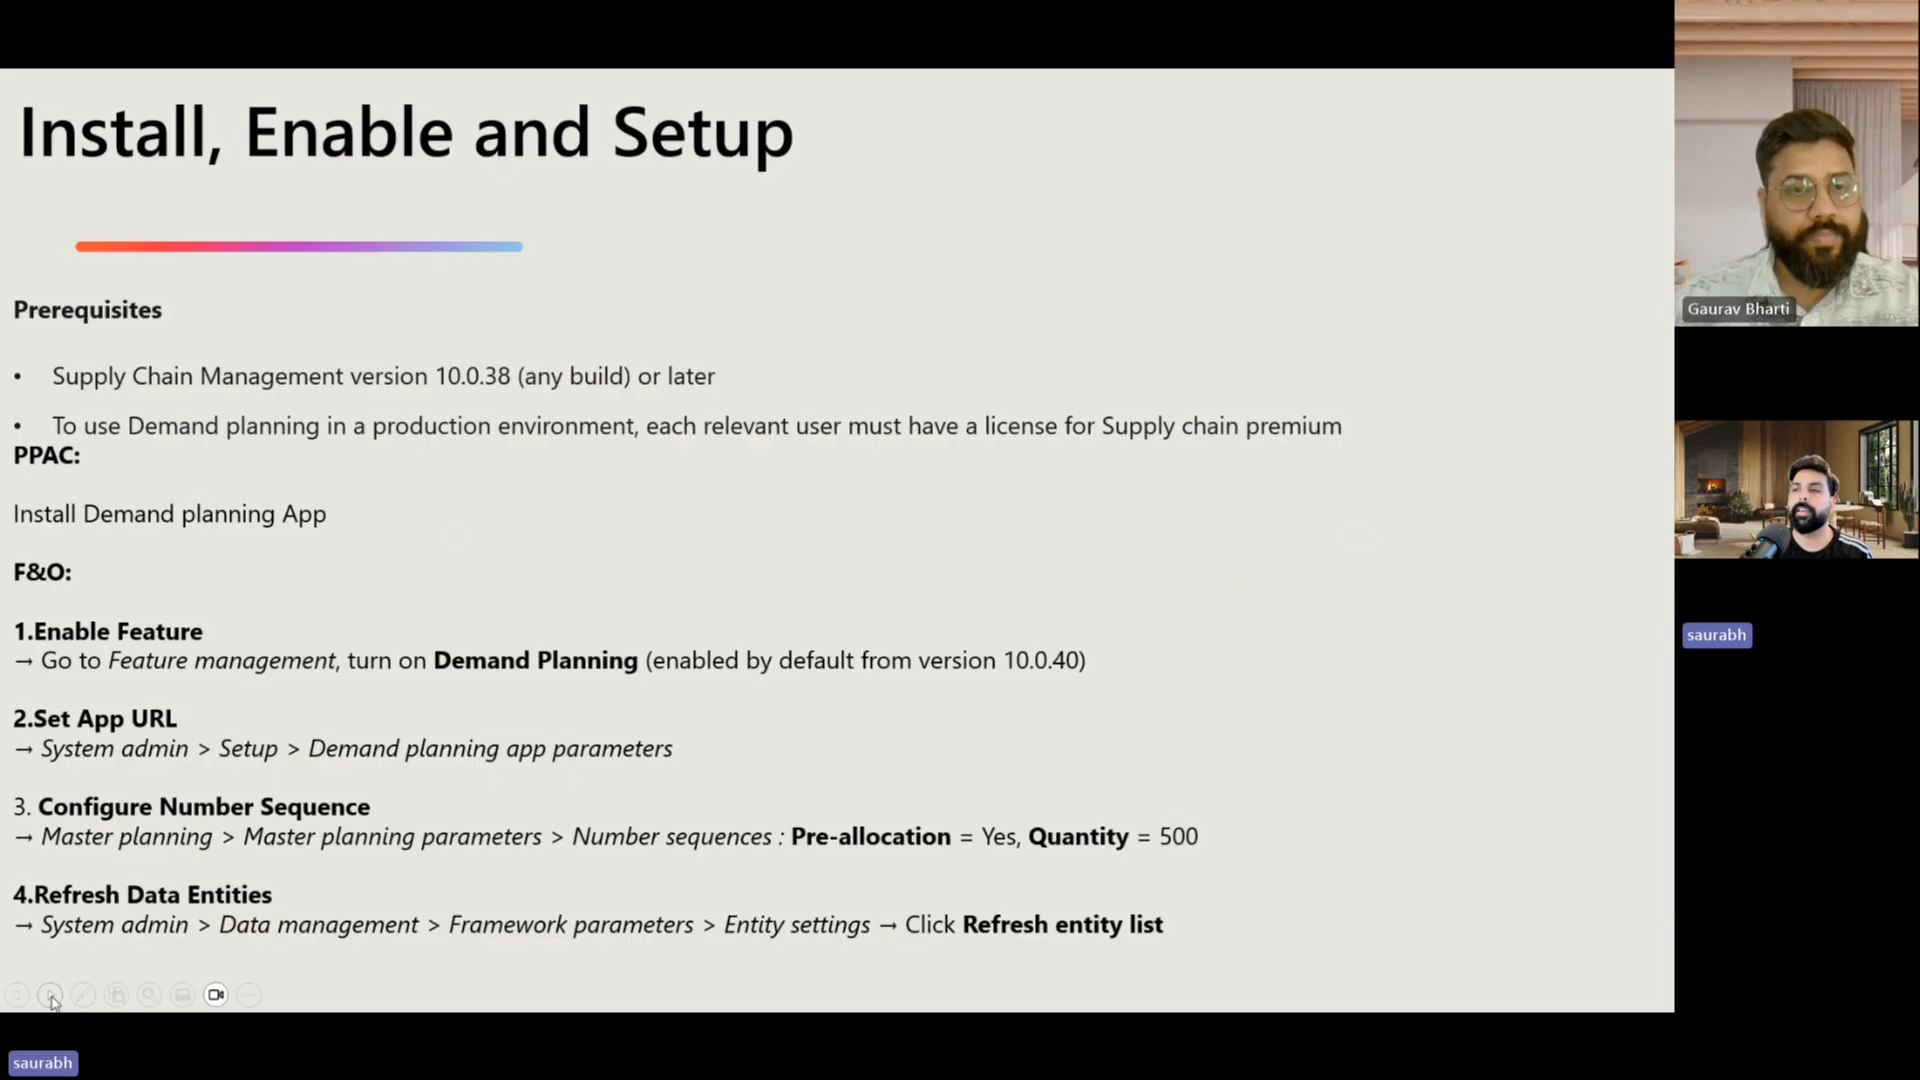 Install, Enable and Setup
Prerequisites
• Supply Chain Management version 10.0.38 (any build) or later
• To use Demand planning in a production environment, each relevant user must have a license for Supply chain premium
PPAC:
Install Demand planning App
F&O:
1.Enable Feature
→ Go to Feature management, turn on Demand Planning (enabled by default from version 10.0.40)
2.Set App URL
→ System admin > Setup > Demand planning app parameters
3. Configure Number Sequence
→ Master planning > Master planning parameters > Number sequences : Pre-allocation = Yes, Quantity = 500
4.Refresh Data Entities
→ System admin > Data management > Framework parameters > Entity settings → Click Refresh entity list
Gaurav Bharti
saurabh
saurabh